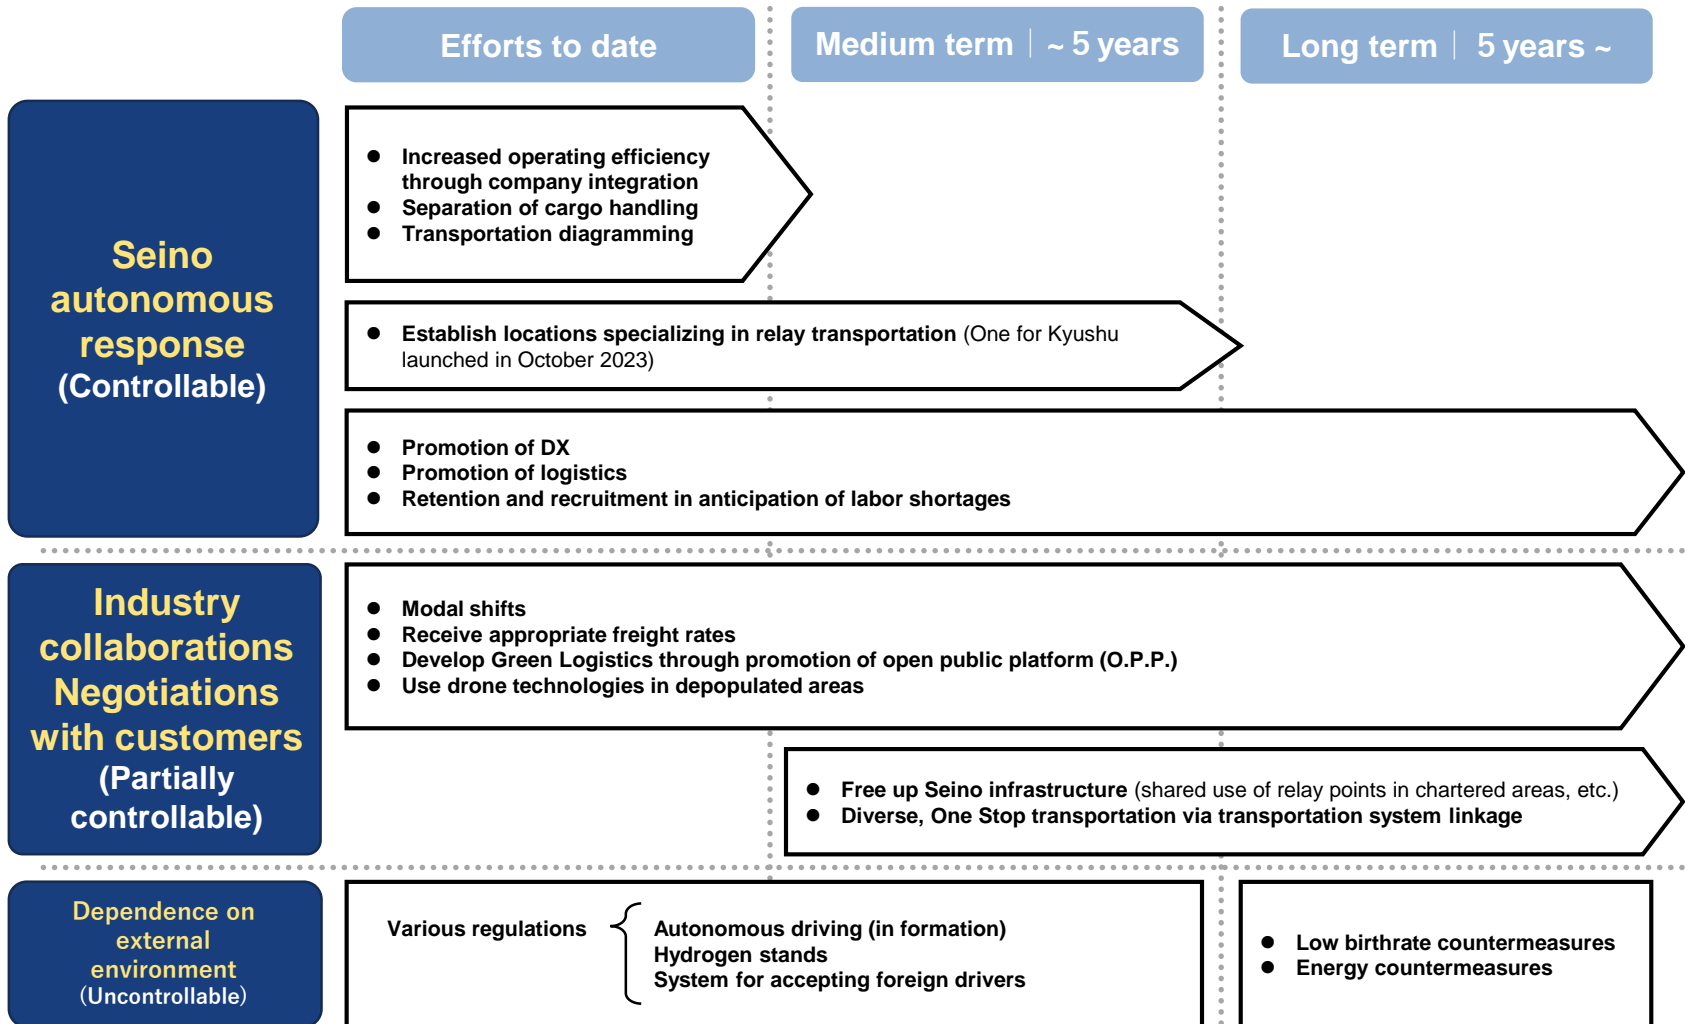 Efforts to date
Medium term | ~ 5 years
Long term | 5 years ~
Seino
autonomous
response
(Controllable)
● Increased operating efficiency
through company integration
● Separation of cargo handling
● Transportation diagramming
● Establish locations specializing in relay transportation (One for Kyushu
launched in October 2023)
● Promotion of DX
● Promotion of logistics
● Retention and recruitment in anticipation of labor shortages
Industry
collaborations
Negotiations
with customers
(Partially
controllable)
● Modal shifts
● Receive appropriate freight rates
● Develop Green Logistics through promotion of open public platform (O.P.P.)
● Use drone technologies in depopulated areas
● Free up Seino infrastructure (shared use of relay points in chartered areas, etc.)
● Diverse, One Stop transportation via transportation system linkage
Dependence on
external
environment
(Uncontrollable)
Various regulations
Autonomous driving (in formation)
Hydrogen stands
System for accepting foreign drivers
● Low birthrate countermeasures
● Energy countermeasures